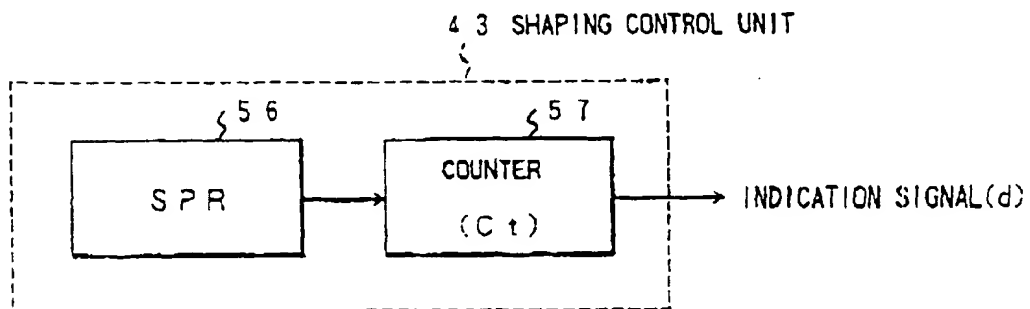 4 3 SHAPING CONTROL UNIT
5 6
5 7
S P R
COUNTER
(C t)
INDICATION SIGNAL(d)